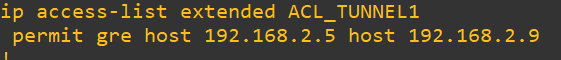 ip access-list extended ACL_TUNNEL1
 permit gre host 192.168.2.5 host 192.168.2.9
!